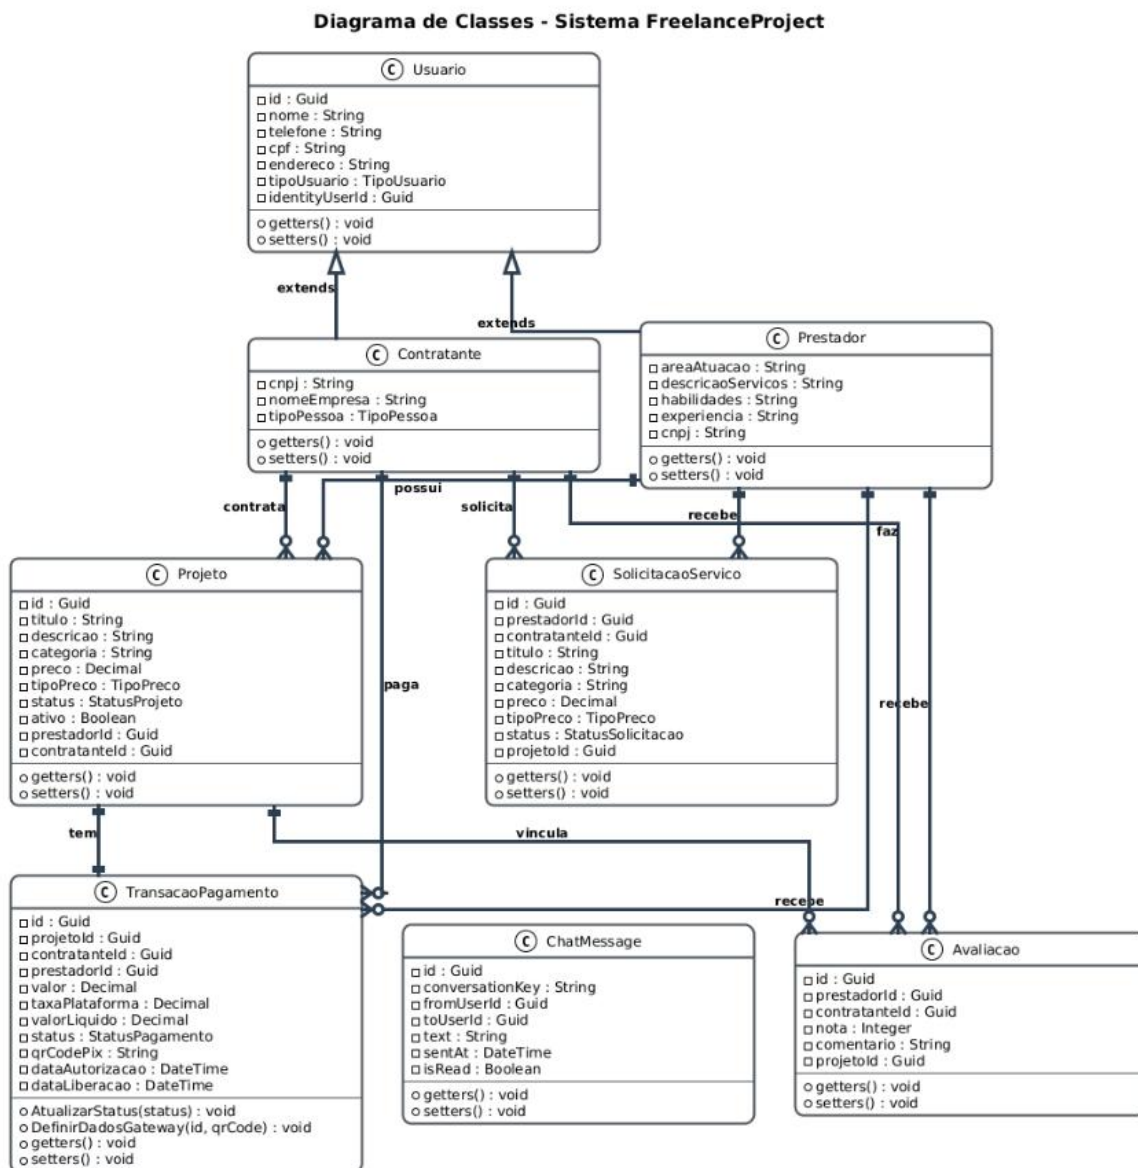 Diagrama de Classes - Sistema FreelanceProject
C Usuario
id : Guid
nome : String
telefone : String
cpf : String
endereco : String
tipoUsuario : TipoUsuario
identityUserId : Guid
getters() : void
setters() : void
extends
extends
C Contratante
cnpj : String
nomeEmpresa : String
tipoPessoa : TipoPessoa
getters() : void
setters() : void
C Prestador
areaAtuacao : String
descricaoServicos : String
habilidades : String
experiencia : String
cnpj : String
getters() : void
setters() : void
contrata
possui
solicita
recebe
faz
C Projeto
id : Guid
titulo : String
descricao : String
categoria : String
preco : Decimal
tipoPreco : TipoPreco
status : StatusProjeto
ativo : Boolean
prestadorId : Guid
contratanteId : Guid
getters() : void
setters() : void
paga
C SolicitacaoServico
id : Guid
prestadorId : Guid
contratanteId : Guid
titulo : String
descricao : String
categoria : String
preco : Decimal
tipoPreco : TipoPreco
status : StatusSolicitacao
projetoId : Guid
getters() : void
setters() : void
recebe
tem
vincula
recebe
C TransacaoPagamento
id : Guid
projetoId : Guid
contratanteId : Guid
prestadorId : Guid
valor : Decimal
taxaPlataforma : Decimal
valorLiquido : Decimal
status : StatusPagamento
qrCodePix : String
dataAutorizacao : DateTime
dataLiberacao : DateTime
AtualizarStatus(status) : void
DefinirDadosGateway(id, qrCode) : void
getters() : void
setters() : void
C ChatMessage
id : Guid
conversationKey : String
fromUserId : Guid
toUserId : Guid
text : String
sentAt : DateTime
isRead : Boolean
getters() : void
setters() : void
C Avaliacao
id : Guid
prestadorId : Guid
contratanteId : Guid
nota : Integer
comentario : String
projetoId : Guid
getters() : void
setters() : void